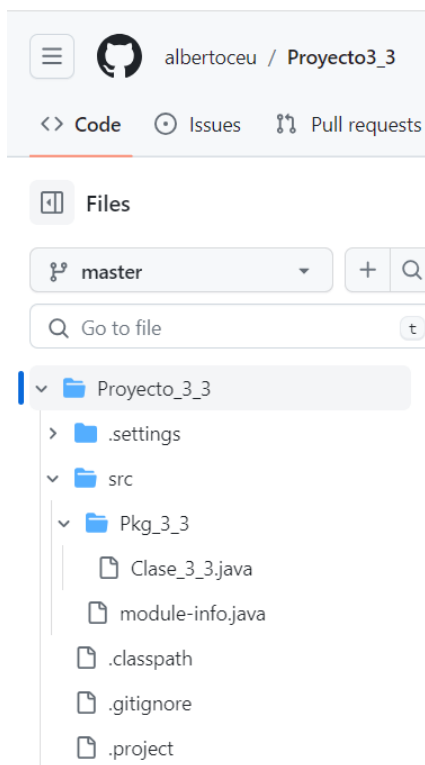 albertoceu / Proyecto3_3
<> Code Issues Pull requests
Files
master
Go to file t
Proyecto_3_3
.settings
src
Pkg_3_3
Clase_3_3.java
module-info.java
.classpath
.gitignore
.project